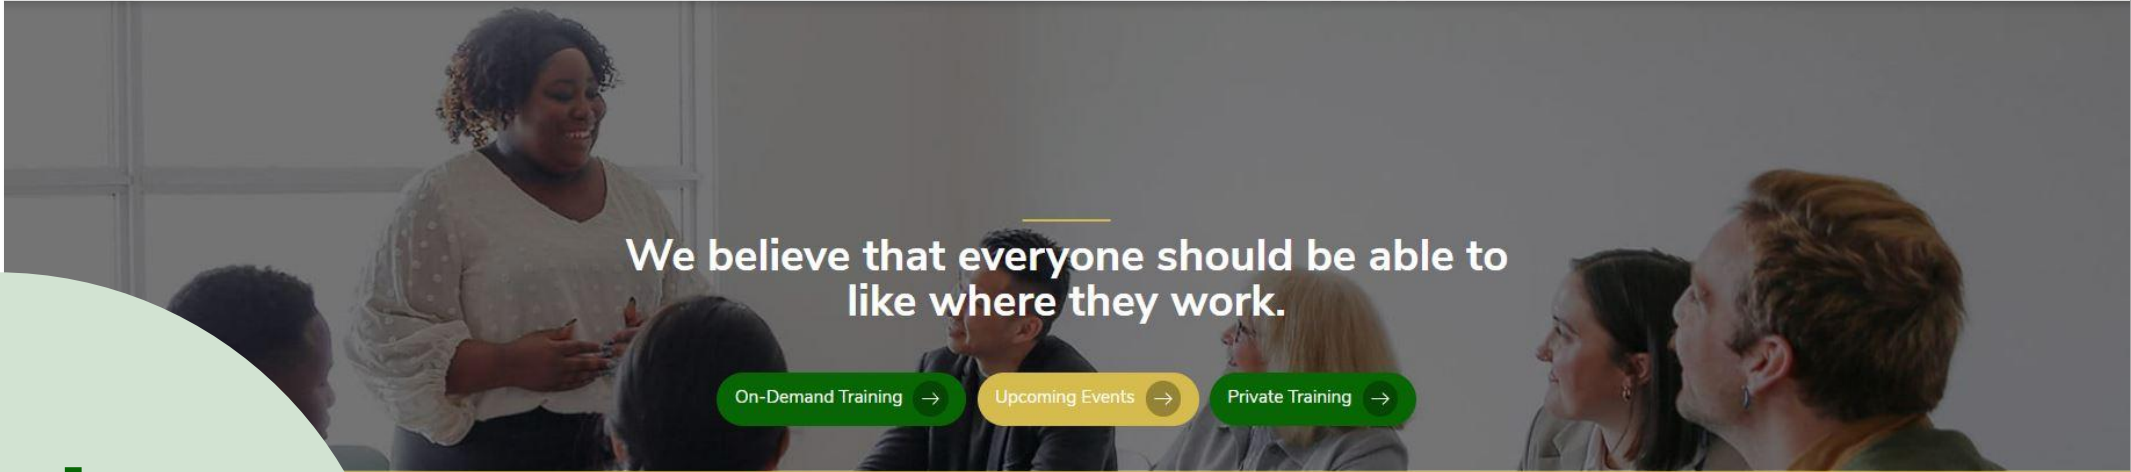 We believe that everyone should be able to
like where they work.
On-Demand Training
Upcoming Events
Private Training